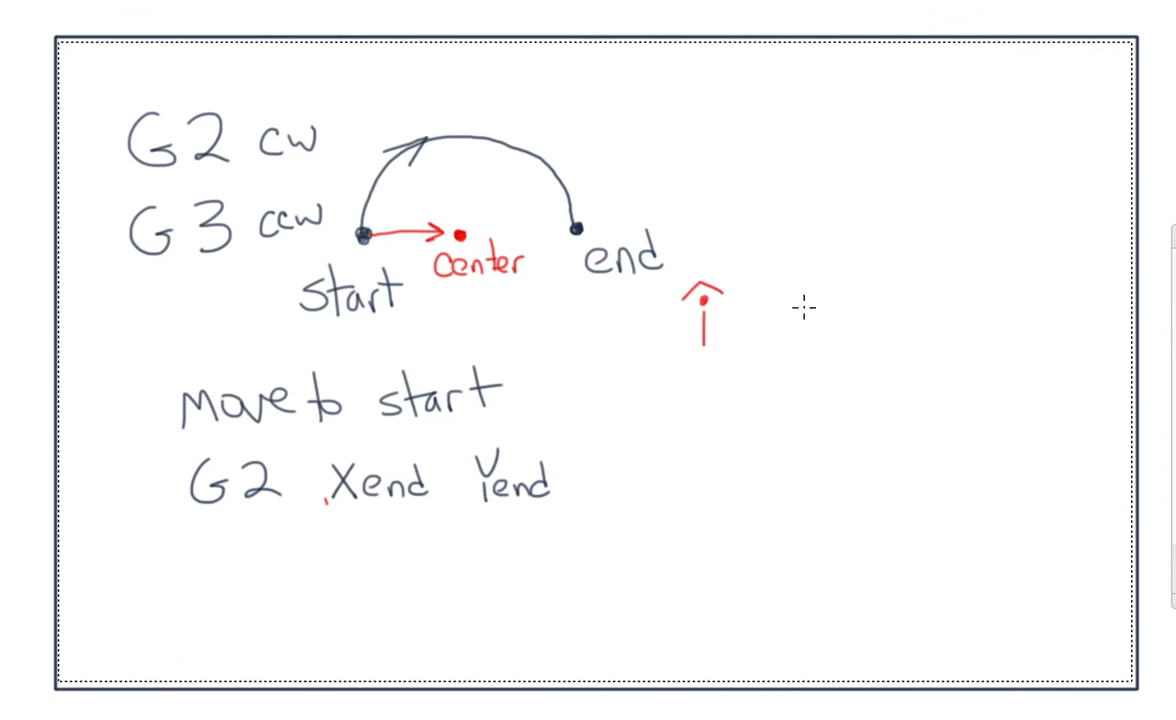 G2 cw
G3 ccw
start
center
end
î
Move to start
G2 Xend Yend